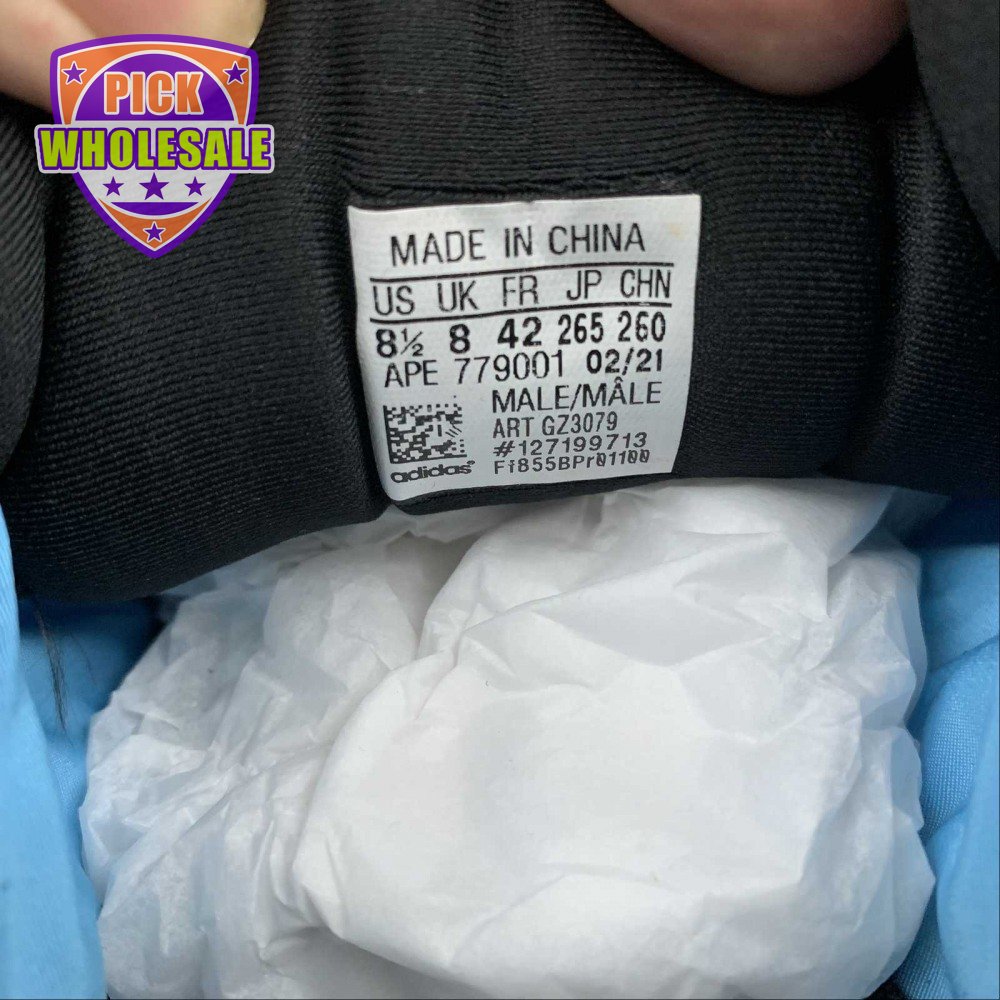 PICK
WHOLESALE
MADE IN CHINA
US UK FR JP CHN
8½ 8 42 265 260
APE 779001 02/21
MALE/MÂLE
ART GZ3079
#127199713
Ff855BPr01100
adidas